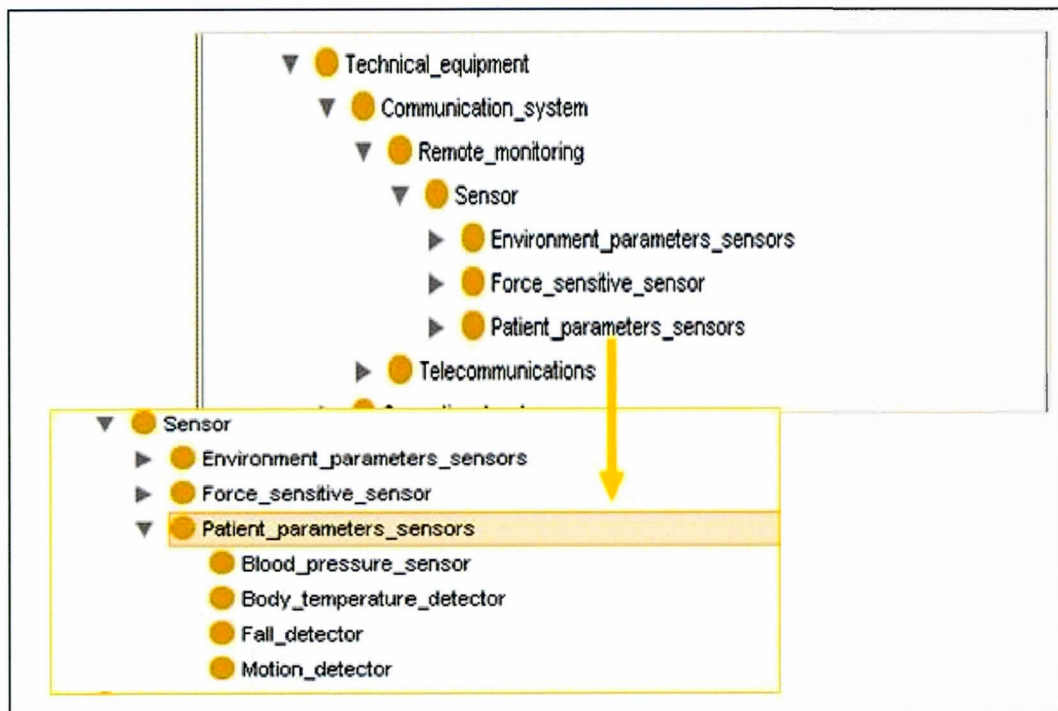 Technical_equipment
Communication_system
Remote_monitoring
Sensor
Environment_parameters_sensors
Force_sensitive_sensor
Patient_parameters_sensors
Telecommunications
Sensor
Environment_parameters_sensors
Force_sensitive_sensor
Patient_parameters_sensors
Blood_pressure_sensor
Body_temperature_detector
Fall_detector
Motion_detector